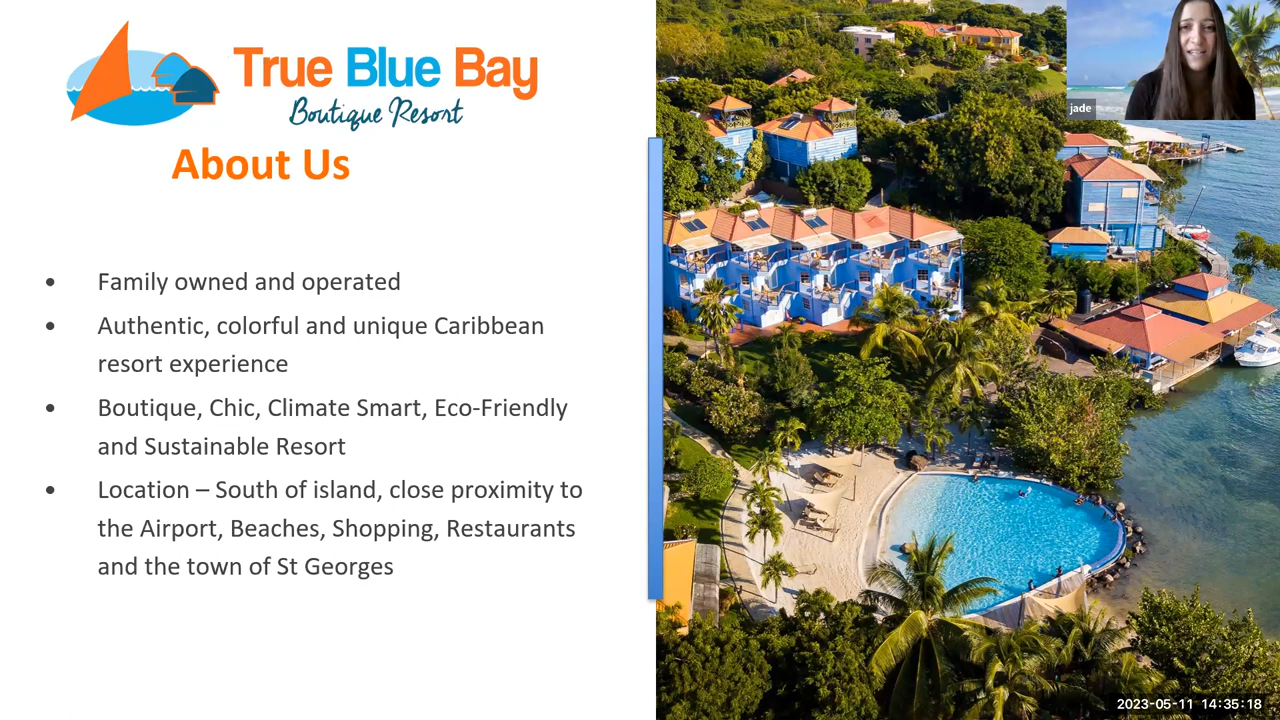 True Blue Bay
Boutique Resort
About Us
• Family owned and operated
• Authentic, colorful and unique Caribbean
resort experience
• Boutique, Chic, Climate Smart, Eco-Friendly
and Sustainable Resort
• Location – South of island, close proximity to
the Airport, Beaches, Shopping, Restaurants
and the town of St Georges
jade
2023-05-11 14:35:18